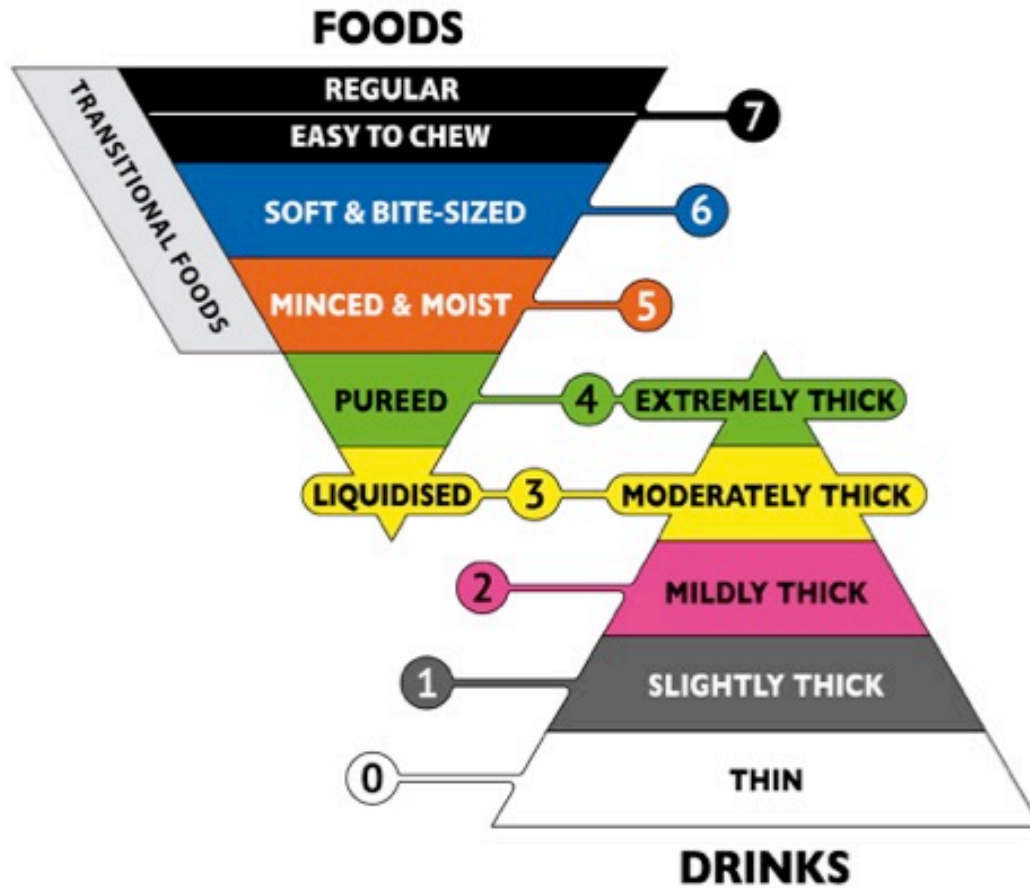 FOODS
REGULAR
EASY TO CHEW
7
TRANSITIONAL FOODS
SOFT & BITE-SIZED
6
MINCED & MOIST
5
PUREED
4
EXTREMELY THICK
LIQUIDISED
3
MODERATELY THICK
2
MILDLY THICK
1
SLIGHTLY THICK
0
THIN
DRINKS